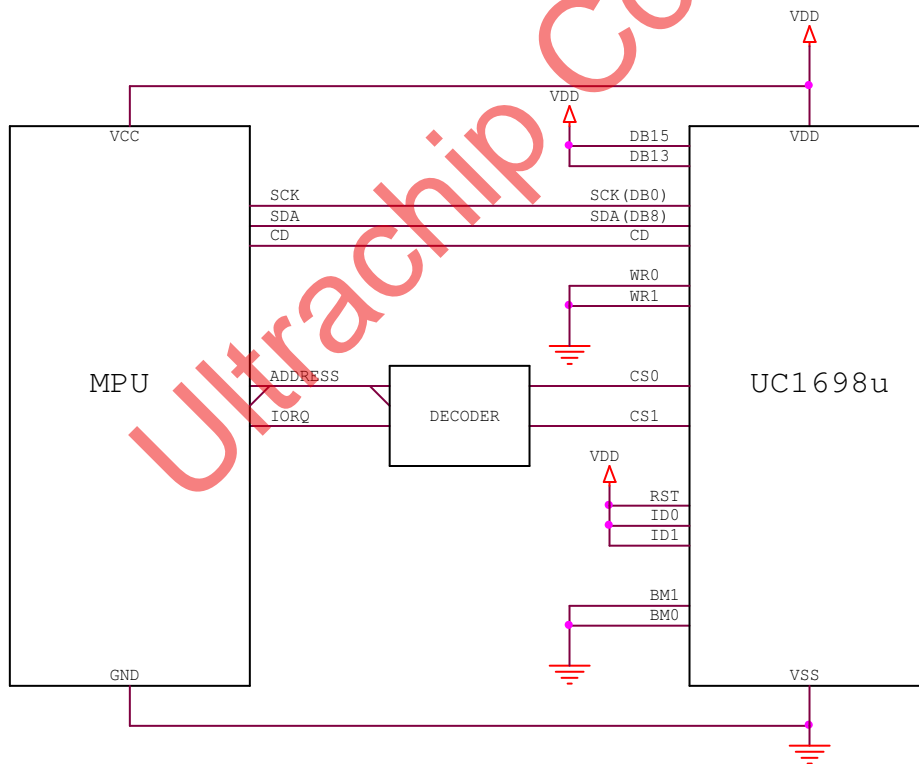 VDD
VDD
VCC
VDD
DB15
DB13
SCK
SCK(DB0)
SDA
SDA(DB8)
CD
CD
WR0
WR1
MPU
UC1698u
ADDRESS
CS0
DECODER
IORQ
CS1
VDD
RST
ID0
ID1
BM1
BM0
GND
VSS
Ultrachip Co